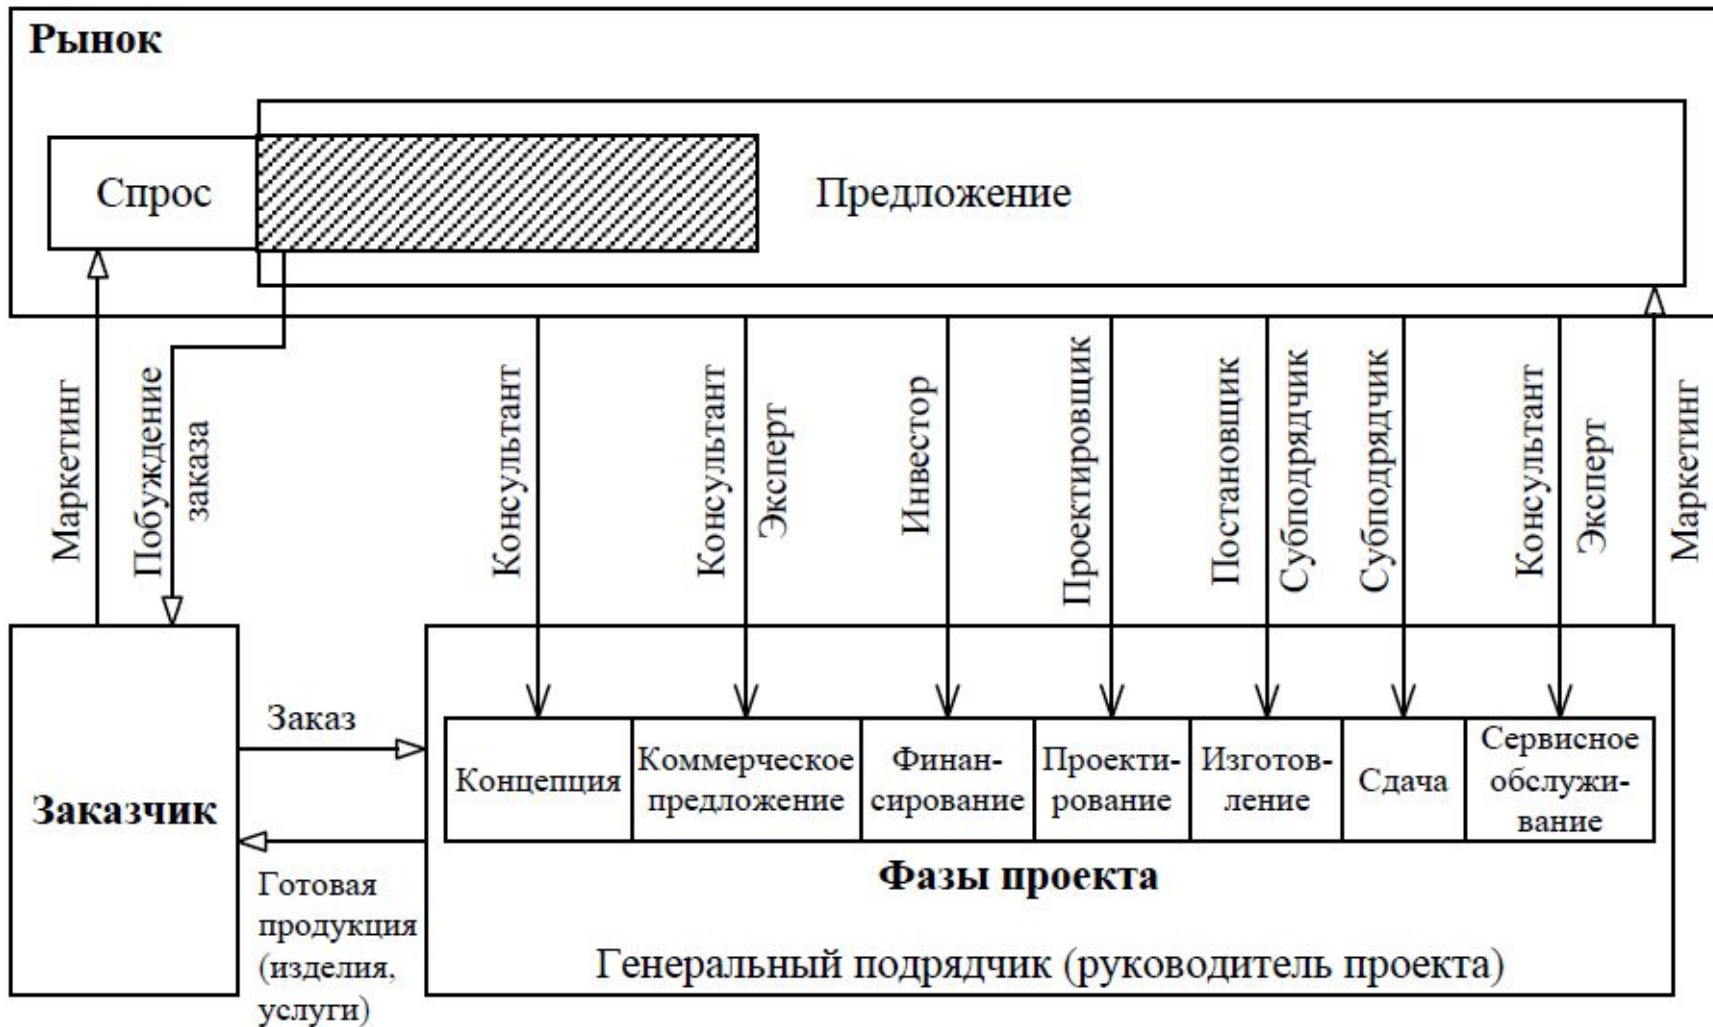 Рынок
Спрос
Предложение
Маркетинг
Побуждение
заказа
Консультант
Консультант
Эксперт
Инвестор
Проектировщик
Постановщик
Субподрядчик
Субподрядчик
Консультант
Эксперт
Маркетинг
Заказ
Заказчик
Готовая
продукция
(изделия,
услуги)
Концепция
Коммерческое
предложение
Финан-
сирование
Проекти-
рование
Изготов-
ление
Сдача
Сервисное
обслужи-
вание
Фазы проекта
Генеральный подрядчик (руководитель проекта)